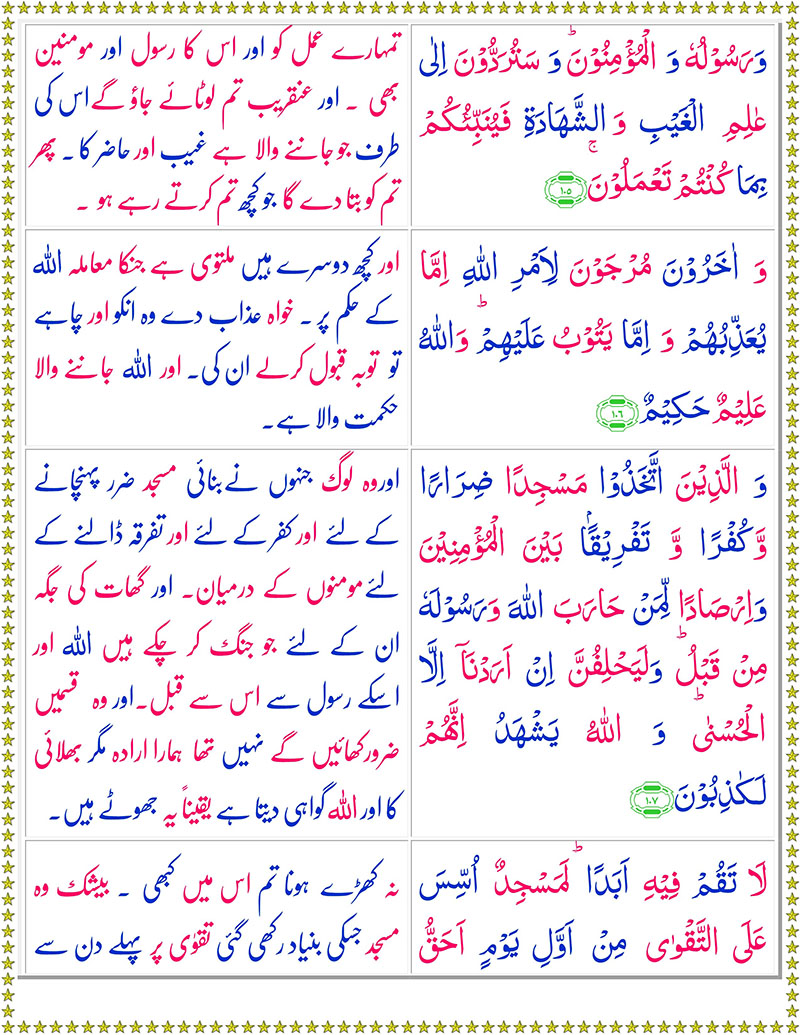 وَرَسُوْلُهٗ وَ الْمُؤْمِنُوْنَ ؕ وَ سَتُرَدُّوْنَ اِلٰى
عٰلِمِ الْغَيْبِ وَ الشَّهَادَةِ فَيُنَبِّئُكُمْ
بِمَا كُنْتُمْ تَعْمَلُوْنَ ۚ ۱۰۵
تمہارے عمل کو اور اس کا رسول اور مومنین
بھی ۔ اور عنقریب تم لوٹائے جاؤ گے اس کی
طرف جو جاننے والا ہے غیب اور حاضر کا ۔ پھر
تم کو بتا دے گا جو کچھ تم کرتے رہے ہو ۔
وَ اٰخَرُوْنَ مُرْجَوْنَ لِاَمْرِ اللّٰهِ اِمَّا
يُعَذِّبُهُمْ وَ اِمَّا يَتُوْبُ عَلَيْهِمْ ؕ وَاللّٰهُ
عَلِيْمٌ حَكِيْمٌ ۱۰۶
اور کچھ دوسرے ہیں ملتوی ہے جنکا معاملہ اللہ
کے حکم پر ۔ خواہ عذاب دے وہ انکو اور چاہے
تو توبہ قبول کرلے ان کی۔ اور اللہ جاننے والا
حکمت والا ہے۔
وَ الَّذِيْنَ اتَّخَذُوْا مَسْجِدًا ضِرَارًا
وَّكُفْرًا وَّ تَفْرِيْقًۢا بَيْنَ الْمُؤْمِنِيْنَ
وَاِرْصَادًا لِّمَنْ حَارَبَ اللّٰهَ وَرَسُوْلَهٗ
مِنْ قَبْلُ ؕ وَلَيَحْلِفُنَّ اِنْ اَرَدْنَاۤ اِلَّا
الْحُسْنٰى ؕ وَ اللّٰهُ يَشْهَدُ اِنَّهُمْ
لَـكٰذِبُوْنَ ۱۰۷
اور وہ لوگ جنہوں نے بنائی مسجد ضرر پہنچانے
کے لئے اور کفر کے لئے اور تفرقہ ڈالنے کے
لئے مومنوں کے درمیان۔ اور گھات کی جگہ
ان کے لئے جو جنگ کر چکے ہیں اللہ اور
اسکے رسول سے اس سے قبل۔ اور وہ قسمیں
ضرور کھائیں گے نہیں تھا ہمارا ارادہ مگر بھلائی
کا اور اللہ گواہی دیتا ہے یقیناً یہ جھوٹے ہیں۔
لَا تَقُمْ فِيْهِ اَبَدًا ؕ لَمَسْجِدٌ اُسِّسَ
عَلَى التَّقْوٰى مِنْ اَوَّلِ يَوْمٍ اَحَقُّ
نہ کھڑے ہونا تم اس میں کبھی ۔ بیشک وہ
مسجد جسکی بنیاد رکھی گئی تقوٰی پر پہلے دن سے